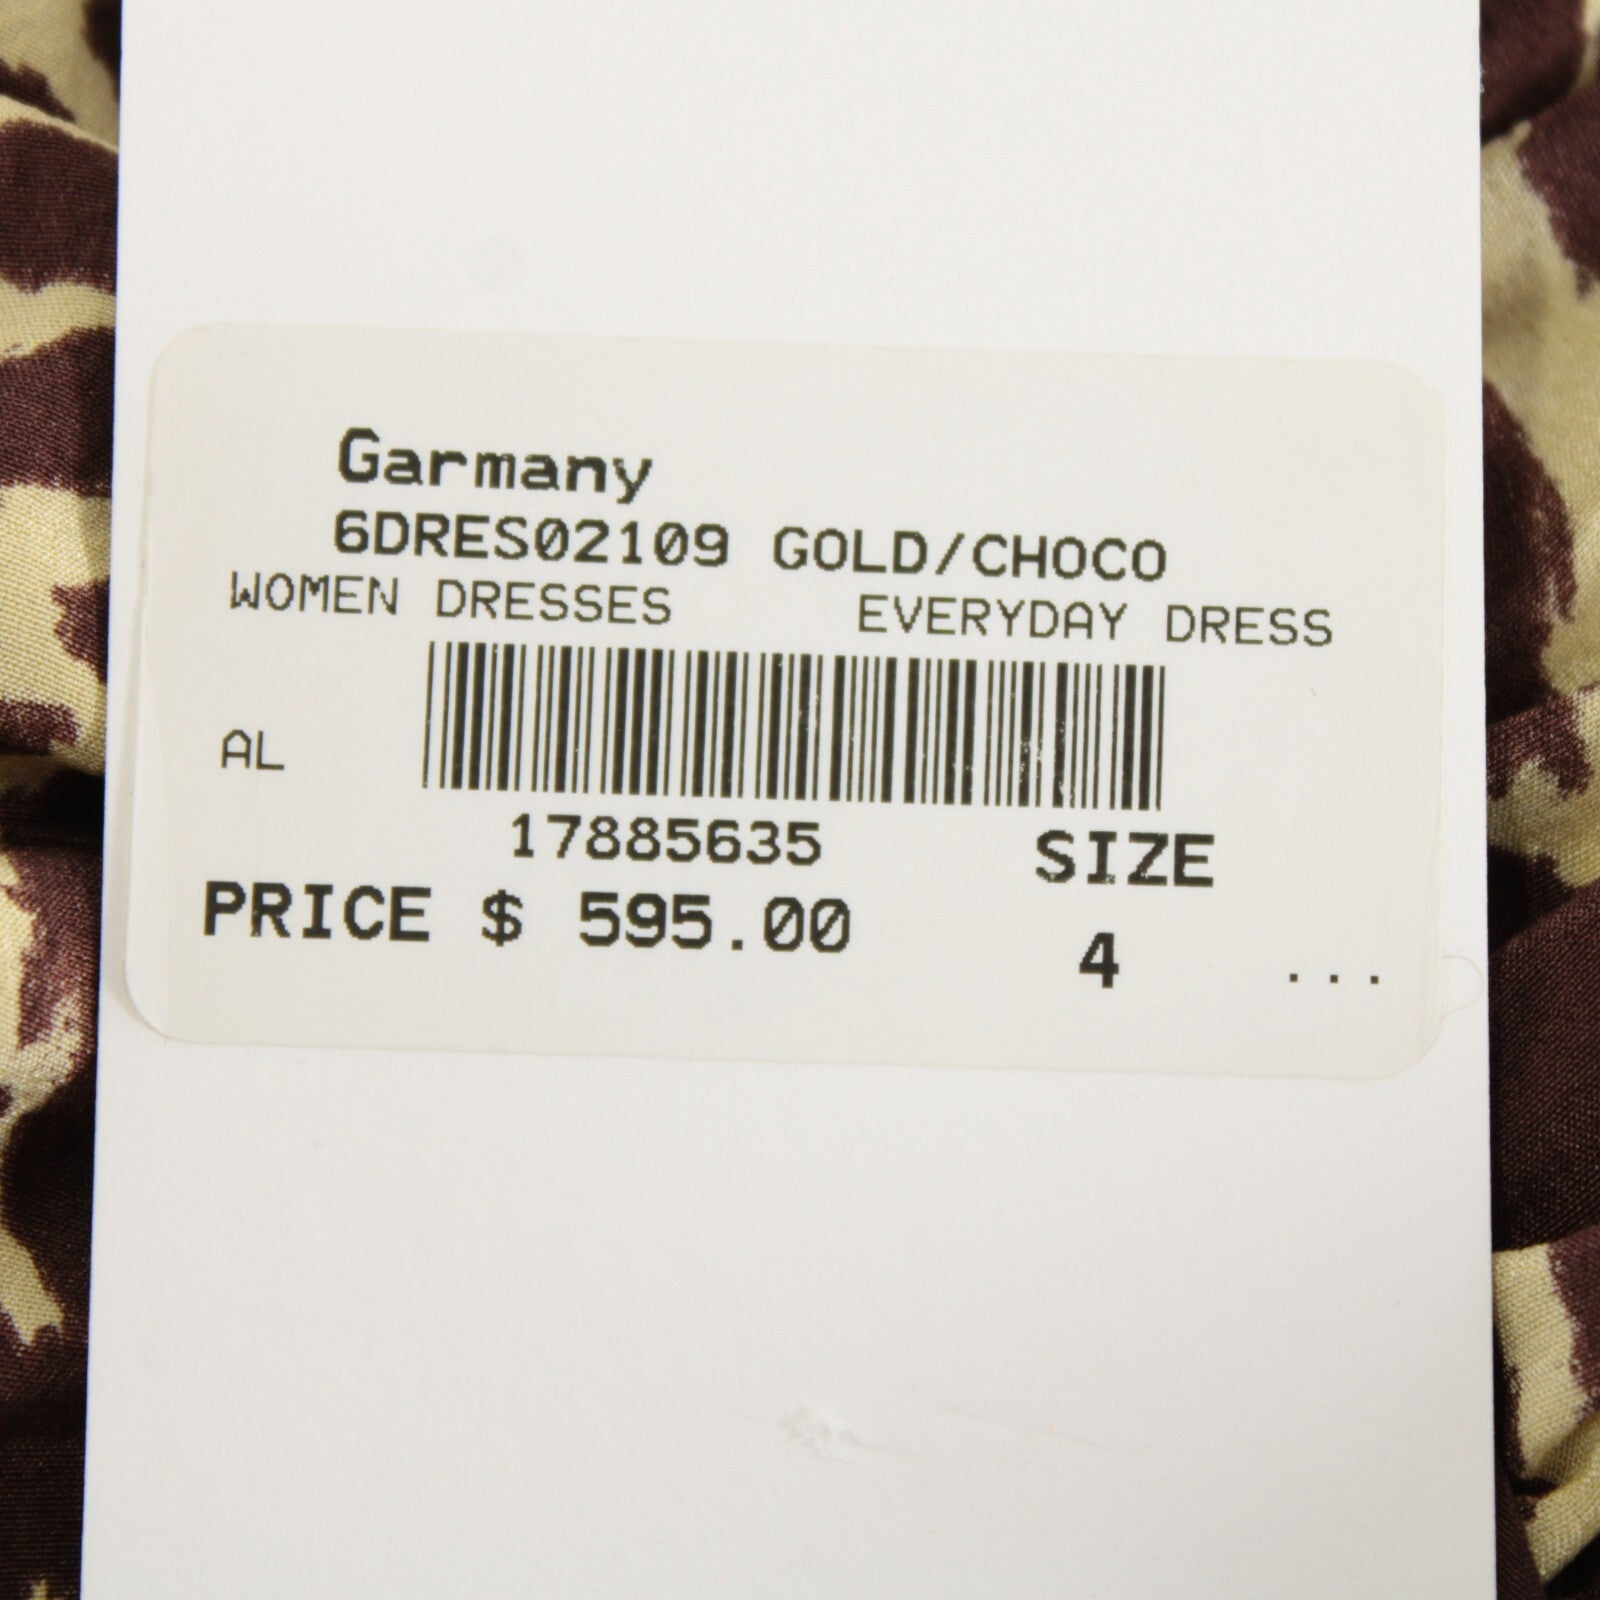 Garmany
6DRES02109 GOLD/CHOCO
WOMEN DRESSES EVERYDAY DRESS
AL
17885635 SIZE
PRICE $ 595.00 4 ...